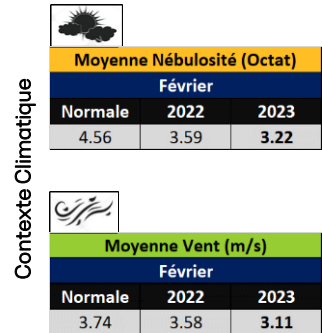 Contexte Climatique
Moyenne Nébulosité (Octat)
Février
Normale 2022 2023
4.56 3.59 3.22
Moyenne Vent (m/s)
Février
Normale 2022 2023
3.74 3.58 3.11